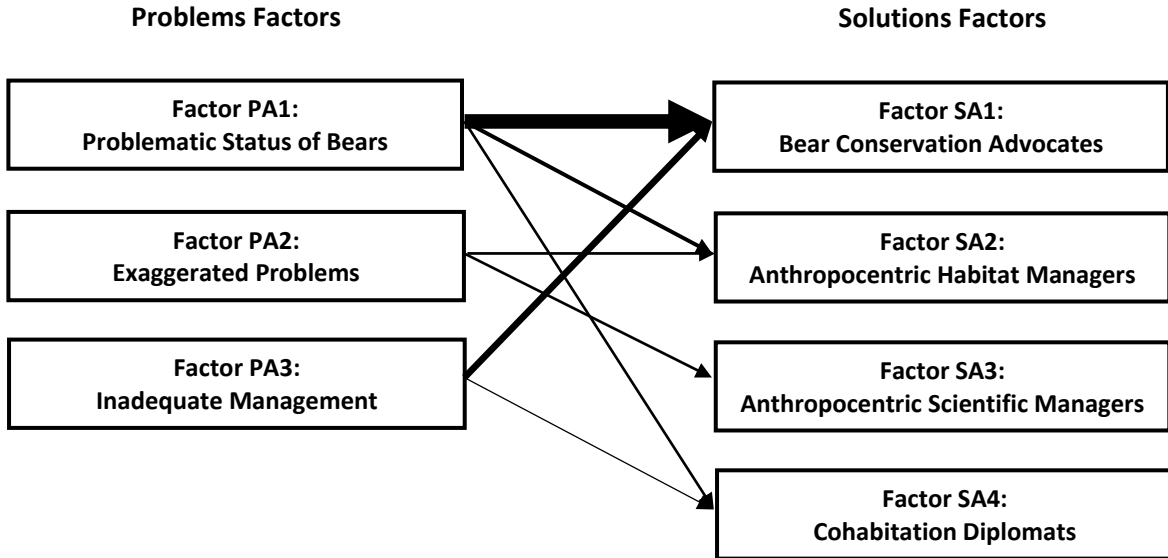 Problems Factors
Solutions Factors
Factor PA1:
Problematic Status of Bears
Factor SA1:
Bear Conservation Advocates
Factor PA2:
Exaggerated Problems
Factor SA2:
Anthropocentric Habitat Managers
Factor PA3:
Inadequate Management
Factor SA3:
Anthropocentric Scientific Managers
Factor SA4:
Cohabitation Diplomats